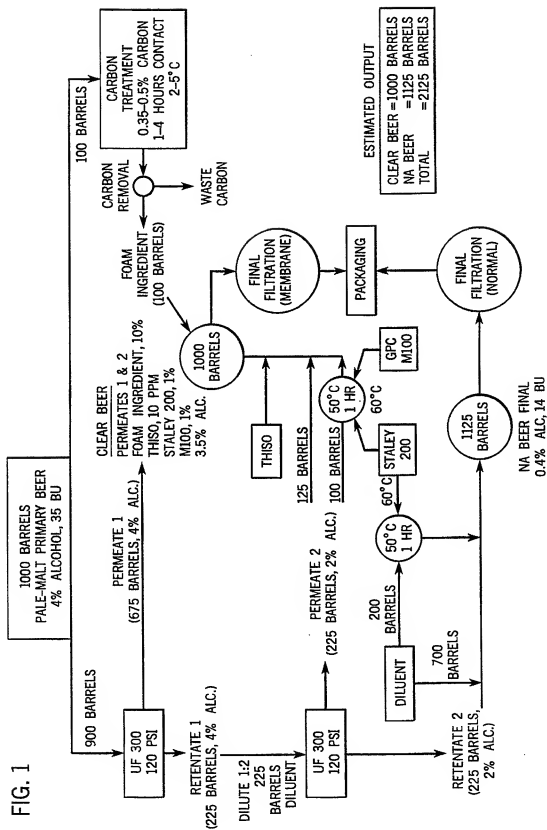 FIG. 1
1000 BARRELS
PALE-MALT PRIMARY BEER
4% ALCOHOL, 35 BU
900 BARRELS
100 BARRELS
UF 300
120 PSI
PERMEATE 1
(675 BARRELS, 4% ALC.)
CLEAR BEER
PERMEATES 1 & 2
FOAM INGREDIENT, 10%
THISO, 10 PPM
STALEY 200, 1%
M100, 1%
3.5% ALC.
FOAM
INGREDIENT
(100 BARRELS)
CARBON
REMOVAL
WASTE
CARBON
CARBON
TREATMENT
0.35-0.5% CARBON
1-4 HOURS CONTACT
2-5°C
RETENTATE 1
(225 BARRELS, 4% ALC.)
DILUTE 1:2
225
BARRELS
DILUENT
1000
BARRELS
FINAL
FILTRATION
(MEMBRANE)
THISO
125 BARRELS
100 BARRELS
50°C
1 HR
60°C
GPC
M100
PACKAGING
UF 300
120 PSI
PERMEATE 2
(225 BARRELS, 2% ALC.)
STALEY
200
60°C
50°C
1 HR
200
BARRELS
DILUENT
700
BARRELS
RETENTATE 2
(225 BARRELS,
2% ALC.)
1125
BARRELS
NA BEER FINAL
0.4% ALC, 14 BU
FINAL
FILTRATION
(NORMAL)
ESTIMATED OUTPUT
CLEAR BEER =1000 BARRELS
NA BEER =1125 BARRELS
TOTAL =2125 BARRELS